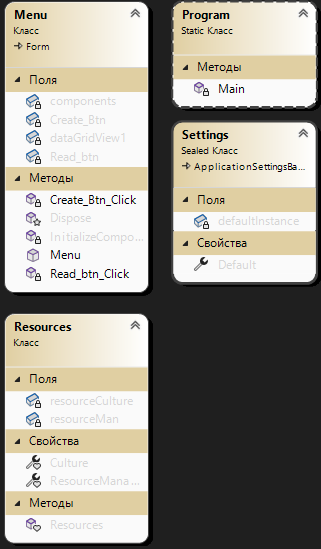 Menu
Класс
Form
Поля
components
Create_Btn
dataGridView1
Read_btn
Методы
Create_Btn_Click
Dispose
InitializeCompo...
Menu
Read_btn_Click
Program
Static Класс
Методы
Main
Settings
Sealed Класс
ApplicationSettingsBa...
Поля
defaultInstance
Свойства
Default
Resources
Класс
Поля
resourceCulture
resourceMan
Свойства
Culture
ResourceMana...
Методы
Resources